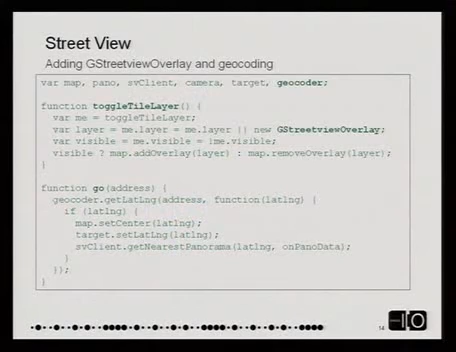 Street View
Adding GStreetviewOverlay and geocoding
var map, pano, svClient, camera, target, geocoder;
function toggleTileLayer() {
var me = toggleTileLayer;
var layer = me.layer = me.layer || new GStreetviewOverlay;
var visible = me.visible = !me.visible;
visible ? map.addOverlay(layer) : map.removeOverlay(layer);
}
function go(address) {
geocoder.getLatLng(address, function(latlng) {
if (latlng) {
map.setCenter(latlng);
target.setLatLng(latlng);
svClient.getNearestPanorama(latlng, onPanoData);
}
});
}
14
IO